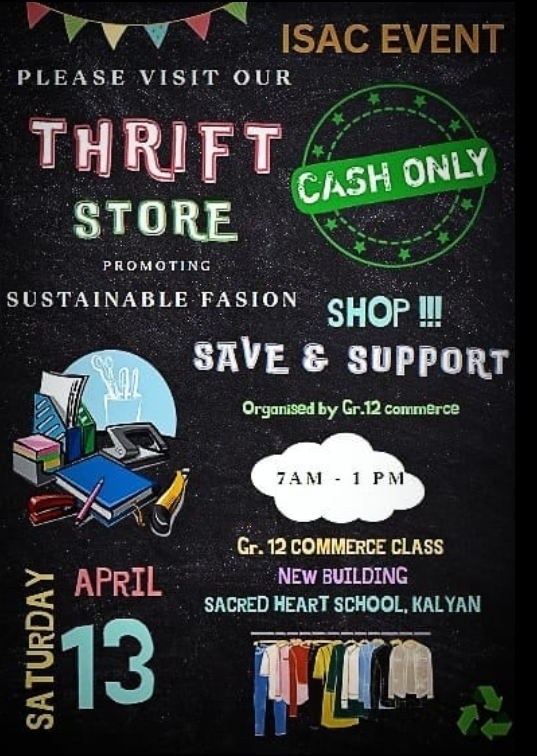 ISAC EVENT
PLEASE VISIT OUR
THRIFT
STORE
CASH ONLY
PROMOTING
SUSTAINABLE FASION
SHOP !!!
SAVE & SUPPORT
Organised by Gr.12 commerce
7AM - 1 PM
Gr. 12 COMMERCE CLASS
NEW BUILDING
SACRED HEART SCHOOL, KALYAN
SATURDAY
APRIL
13